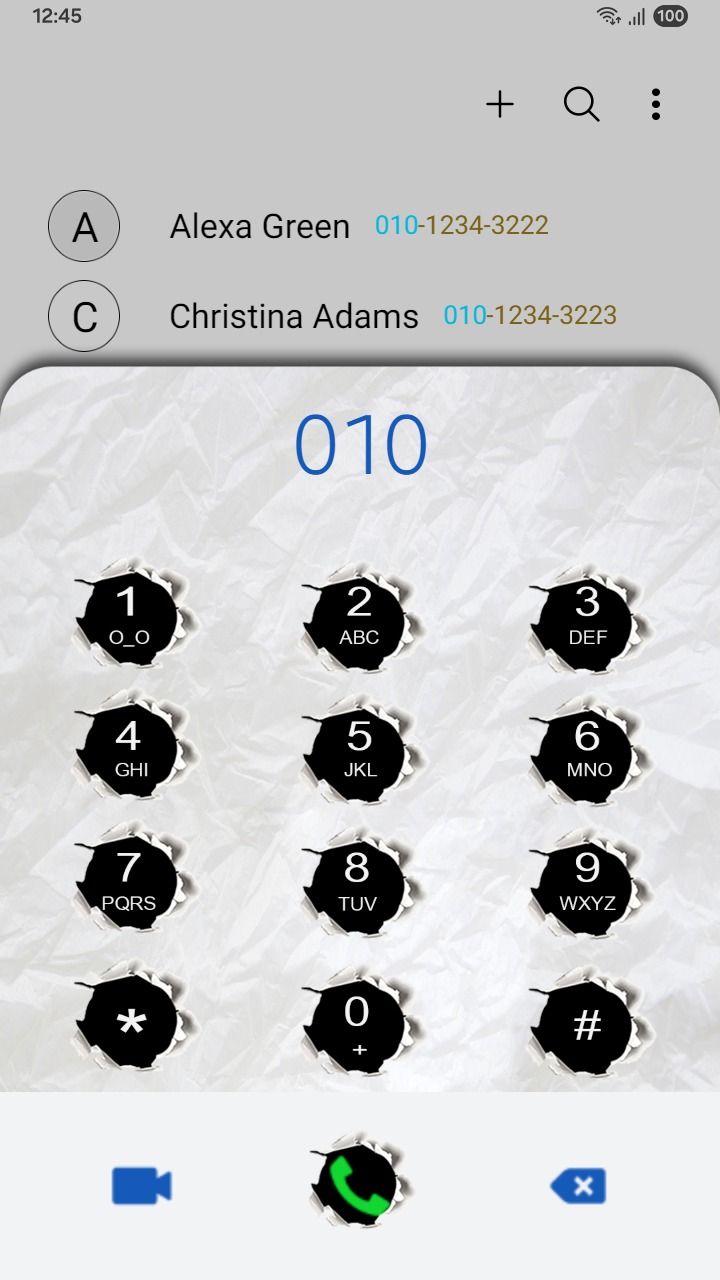 12:45 100
A Alexa Green 010-1234-3222
C Christina Adams 010-1234-3223
010
1 2 3
O_O ABC DEF
4 5 6
GHI JKL MNO
7 8 9
PQRS TUV WXYZ
* 0 #
+